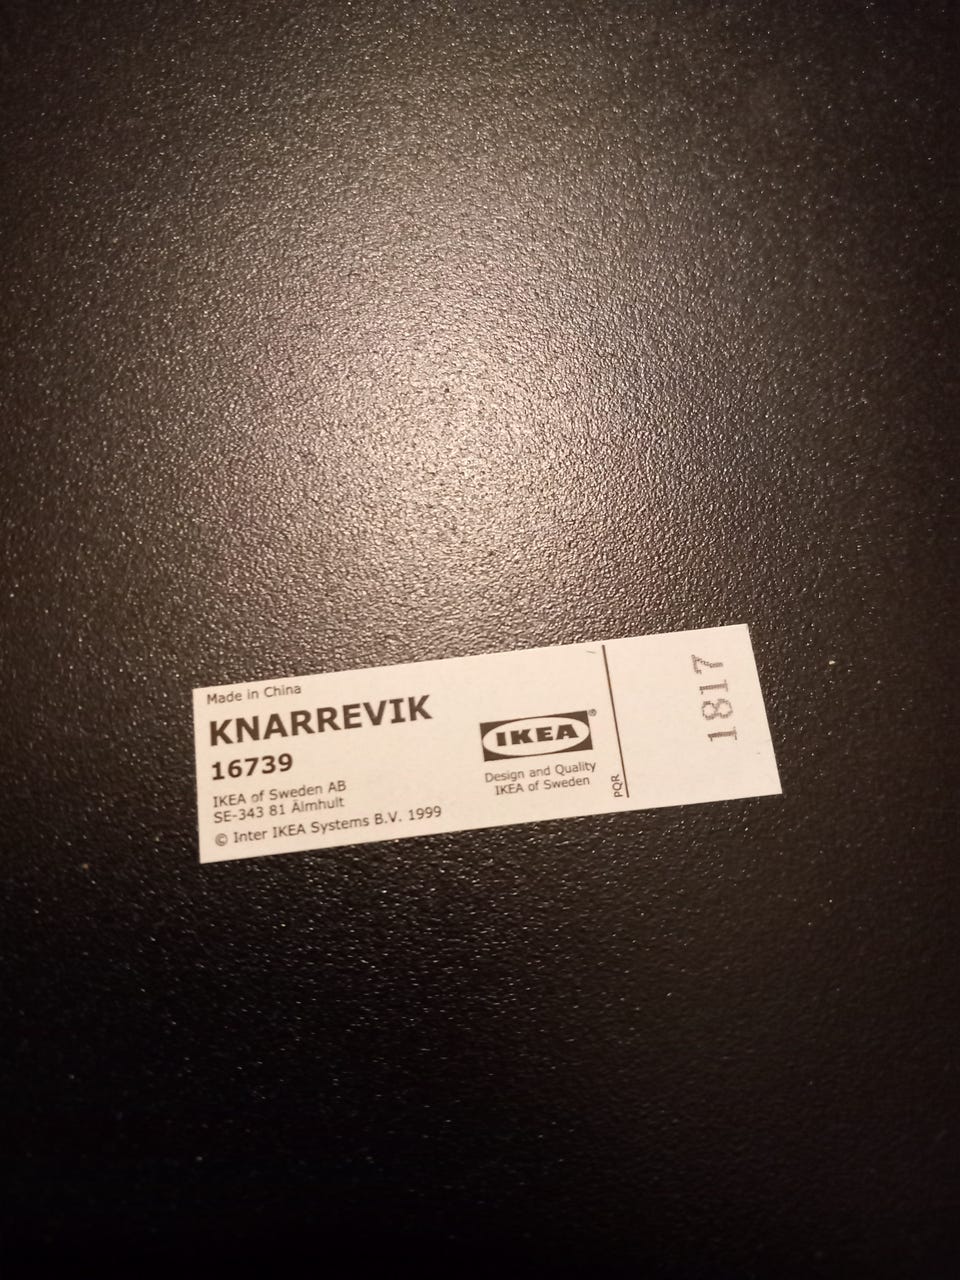 Made in China
KNARREVIK
16739
IKEA of Sweden AB
SE-343 81 Älmhult
© Inter IKEA Systems B.V. 1999
IKEA®
Design and Quality
IKEA of Sweden
PQR
1817